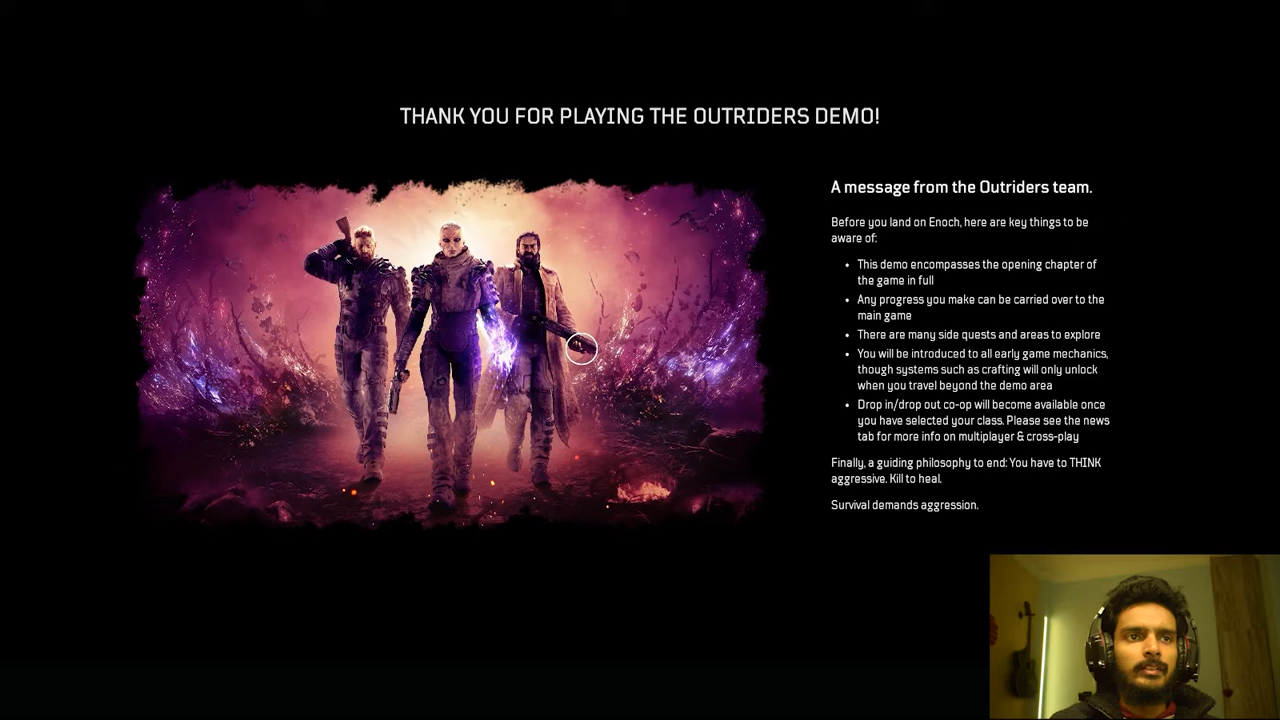 THANK YOU FOR PLAYING THE OUTRIDERS DEMO!
A message from the Outriders team.
Before you land on Enoch, here are key things to be
aware of:
• This demo encompasses the opening chapter of
the game in full
• Any progress you make can be carried over to the
main game
• There are many side quests and areas to explore
• You will be introduced to all early game mechanics,
though systems such as crafting will only unlock
when you travel beyond the demo area
• Drop in/drop out co-op will become available once
you have selected your class. Please see the news
tab for more info on multiplayer & cross-play
Finally, a guiding philosophy to end: You have to THINK
aggressive. Kill to heal.
Survival demands aggression.